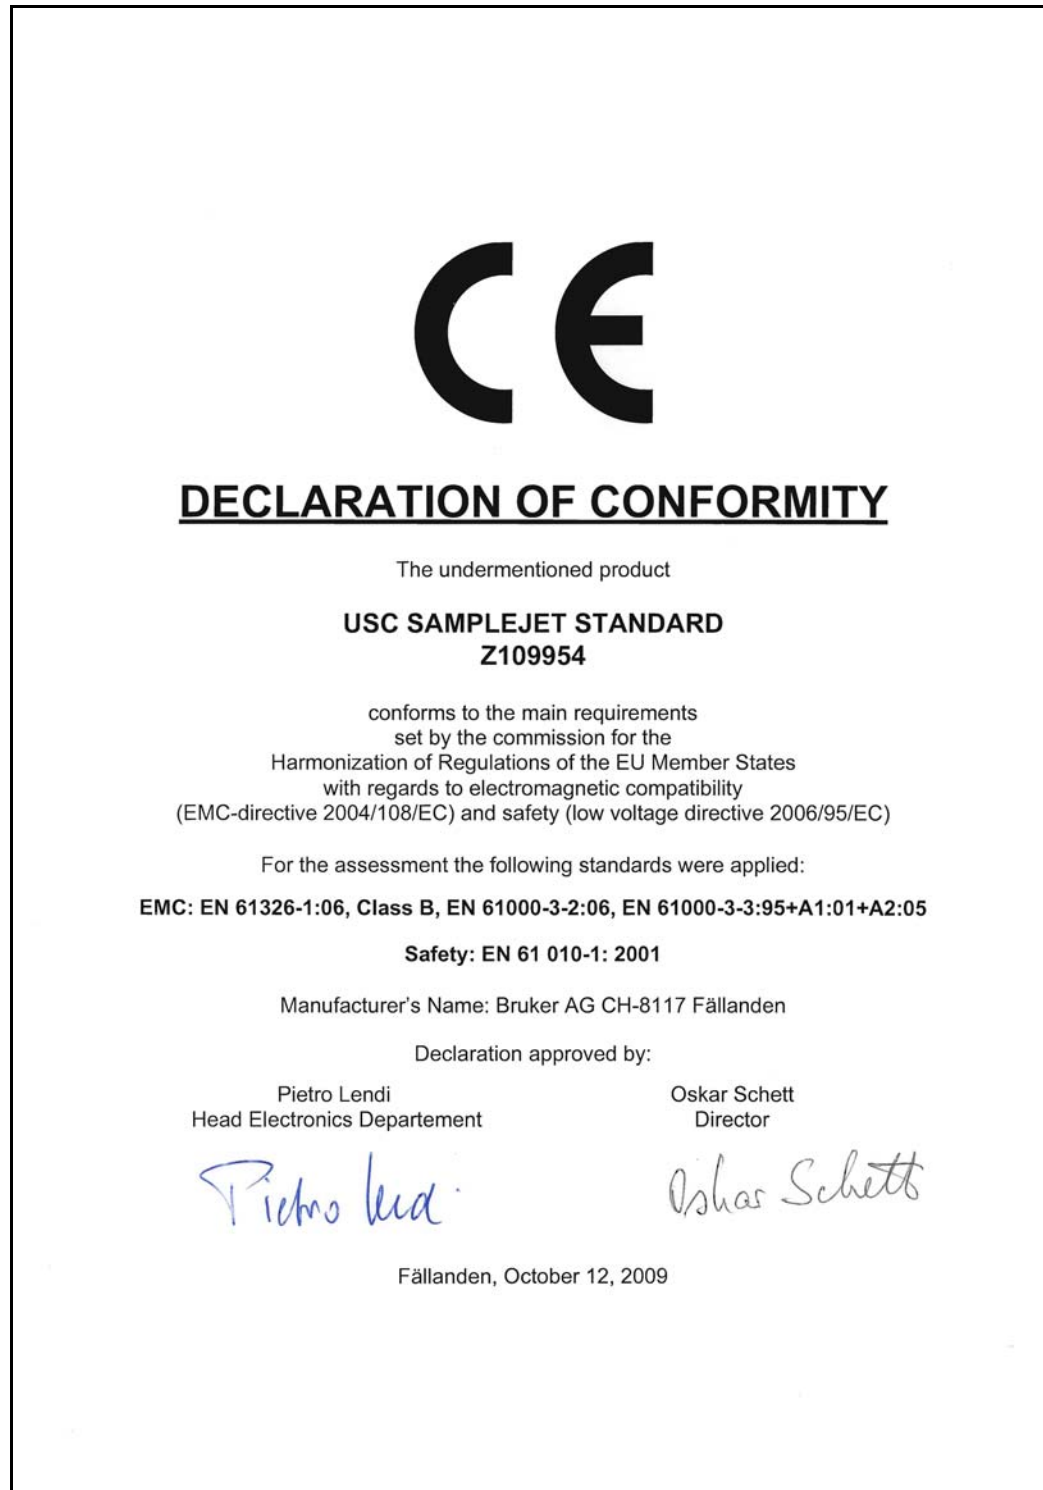 CE
DECLARATION OF CONFORMITY
The undermentioned product
USC SAMPLEJET STANDARD
Z109954
conforms to the main requirements
set by the commission for the
Harmonization of Regulations of the EU Member States
with regards to electromagnetic compatibility
(EMC-directive 2004/108/EC) and safety (low voltage directive 2006/95/EC)
For the assessment the following standards were applied:
EMC: EN 61326-1:06, Class B, EN 61000-3-2:06, EN 61000-3-3:95+A1:01+A2:05
Safety: EN 61 010-1: 2001
Manufacturer's Name: Bruker AG CH-8117 Fällanden
Declaration approved by:
Pietro Lendi Oskar Schett
Head Electronics Departement Director
Pietro Lendi Oskar Schett
Fällanden, October 12, 2009